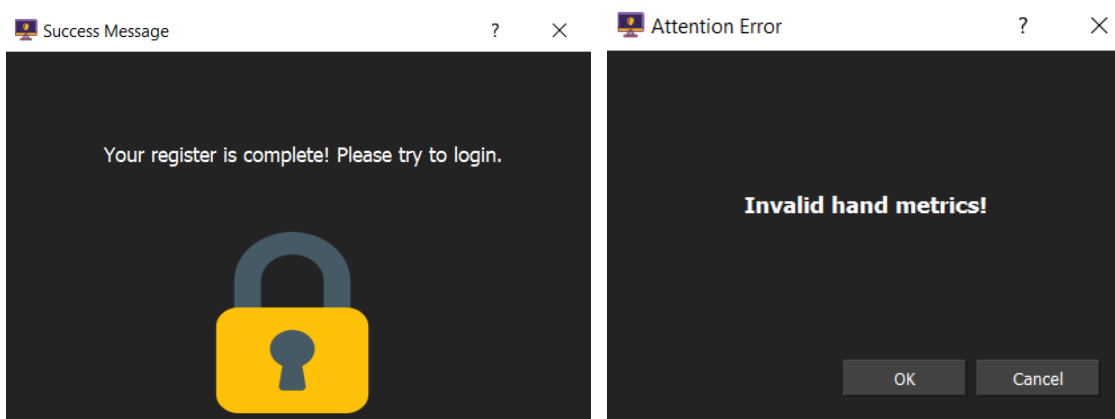 Success Message
?
Your register is complete! Please try to login.
Attention Error
?
Invalid hand metrics!
OK
Cancel